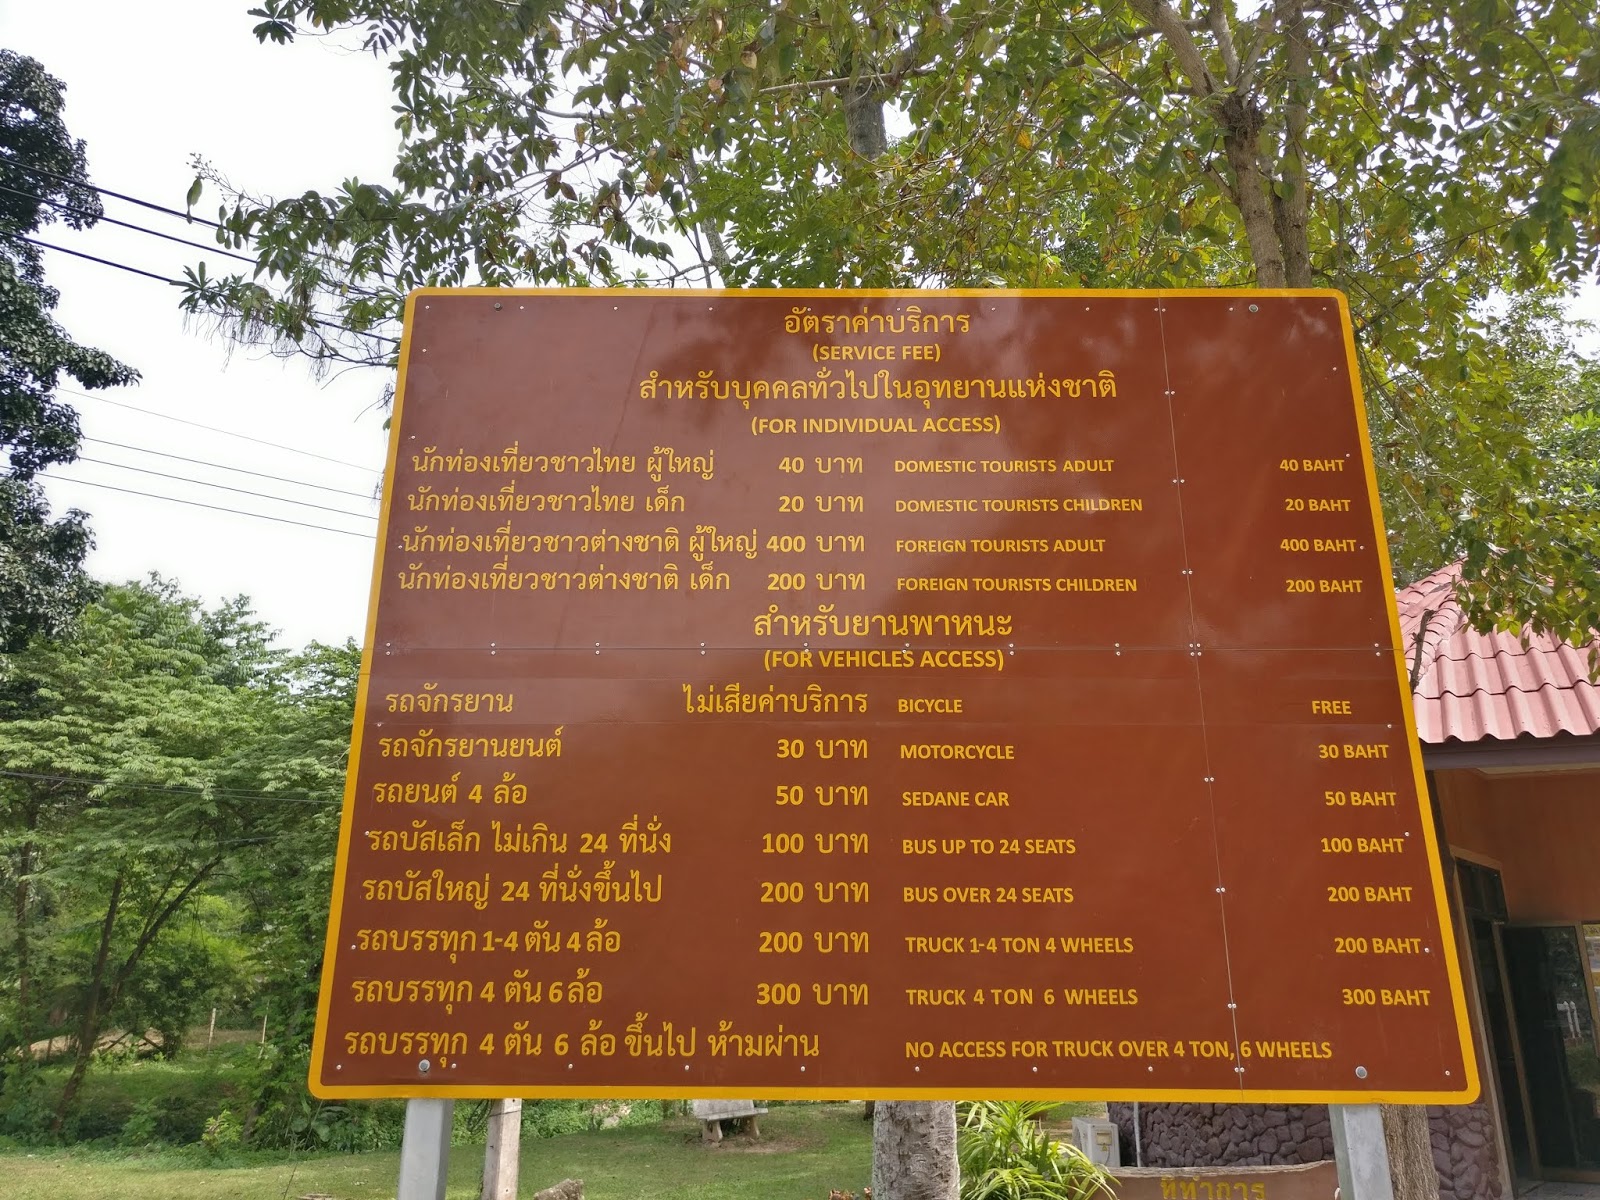 อัตราค่าบริการ
(SERVICE FEE)
สำหรับบุคคลทั่วไปในอุทยานแห่งชาติ
(FOR INDIVIDUAL ACCESS)
นักท่องเที่ยวชาวไทย ผู้ใหญ่ 40 บาท DOMESTIC TOURISTS ADULT 40 BAHT
นักท่องเที่ยวชาวไทย เด็ก 20 บาท DOMESTIC TOURISTS CHILDREN 20 BAHT
นักท่องเที่ยวชาวต่างชาติ ผู้ใหญ่ 400 บาท FOREIGN TOURISTS ADULT 400 BAHT
นักท่องเที่ยวชาวต่างชาติ เด็ก 200 บาท FOREIGN TOURISTS CHILDREN 200 BAHT
สำหรับยานพาหนะ
(FOR VEHICLES ACCESS)
รถจักรยาน ไม่เสียค่าบริการ BICYCLE FREE
รถจักรยานยนต์ 30 บาท MOTORCYCLE 30 BAHT
รถยนต์ 4 ล้อ 50 บาท SEDANE CAR 50 BAHT
รถบัสเล็ก ไม่เกิน 24 ที่นั่ง 100 บาท BUS UP TO 24 SEATS 100 BAHT
รถบัสใหญ่ 24 ที่นั่งขึ้นไป 200 บาท BUS OVER 24 SEATS 200 BAHT
รถบรรทุก 1-4 ตัน 4 ล้อ 200 บาท TRUCK 1-4 TON 4 WHEELS 200 BAHT
รถบรรทุก 4 ตัน 6 ล้อ 300 บาท TRUCK 4 TON 6 WHEELS 300 BAHT
รถบรรทุก 4 ตัน 6 ล้อ ขึ้นไป ห้ามผ่าน NO ACCESS FOR TRUCK OVER 4 TON, 6 WHEELS
ที่ทำการ